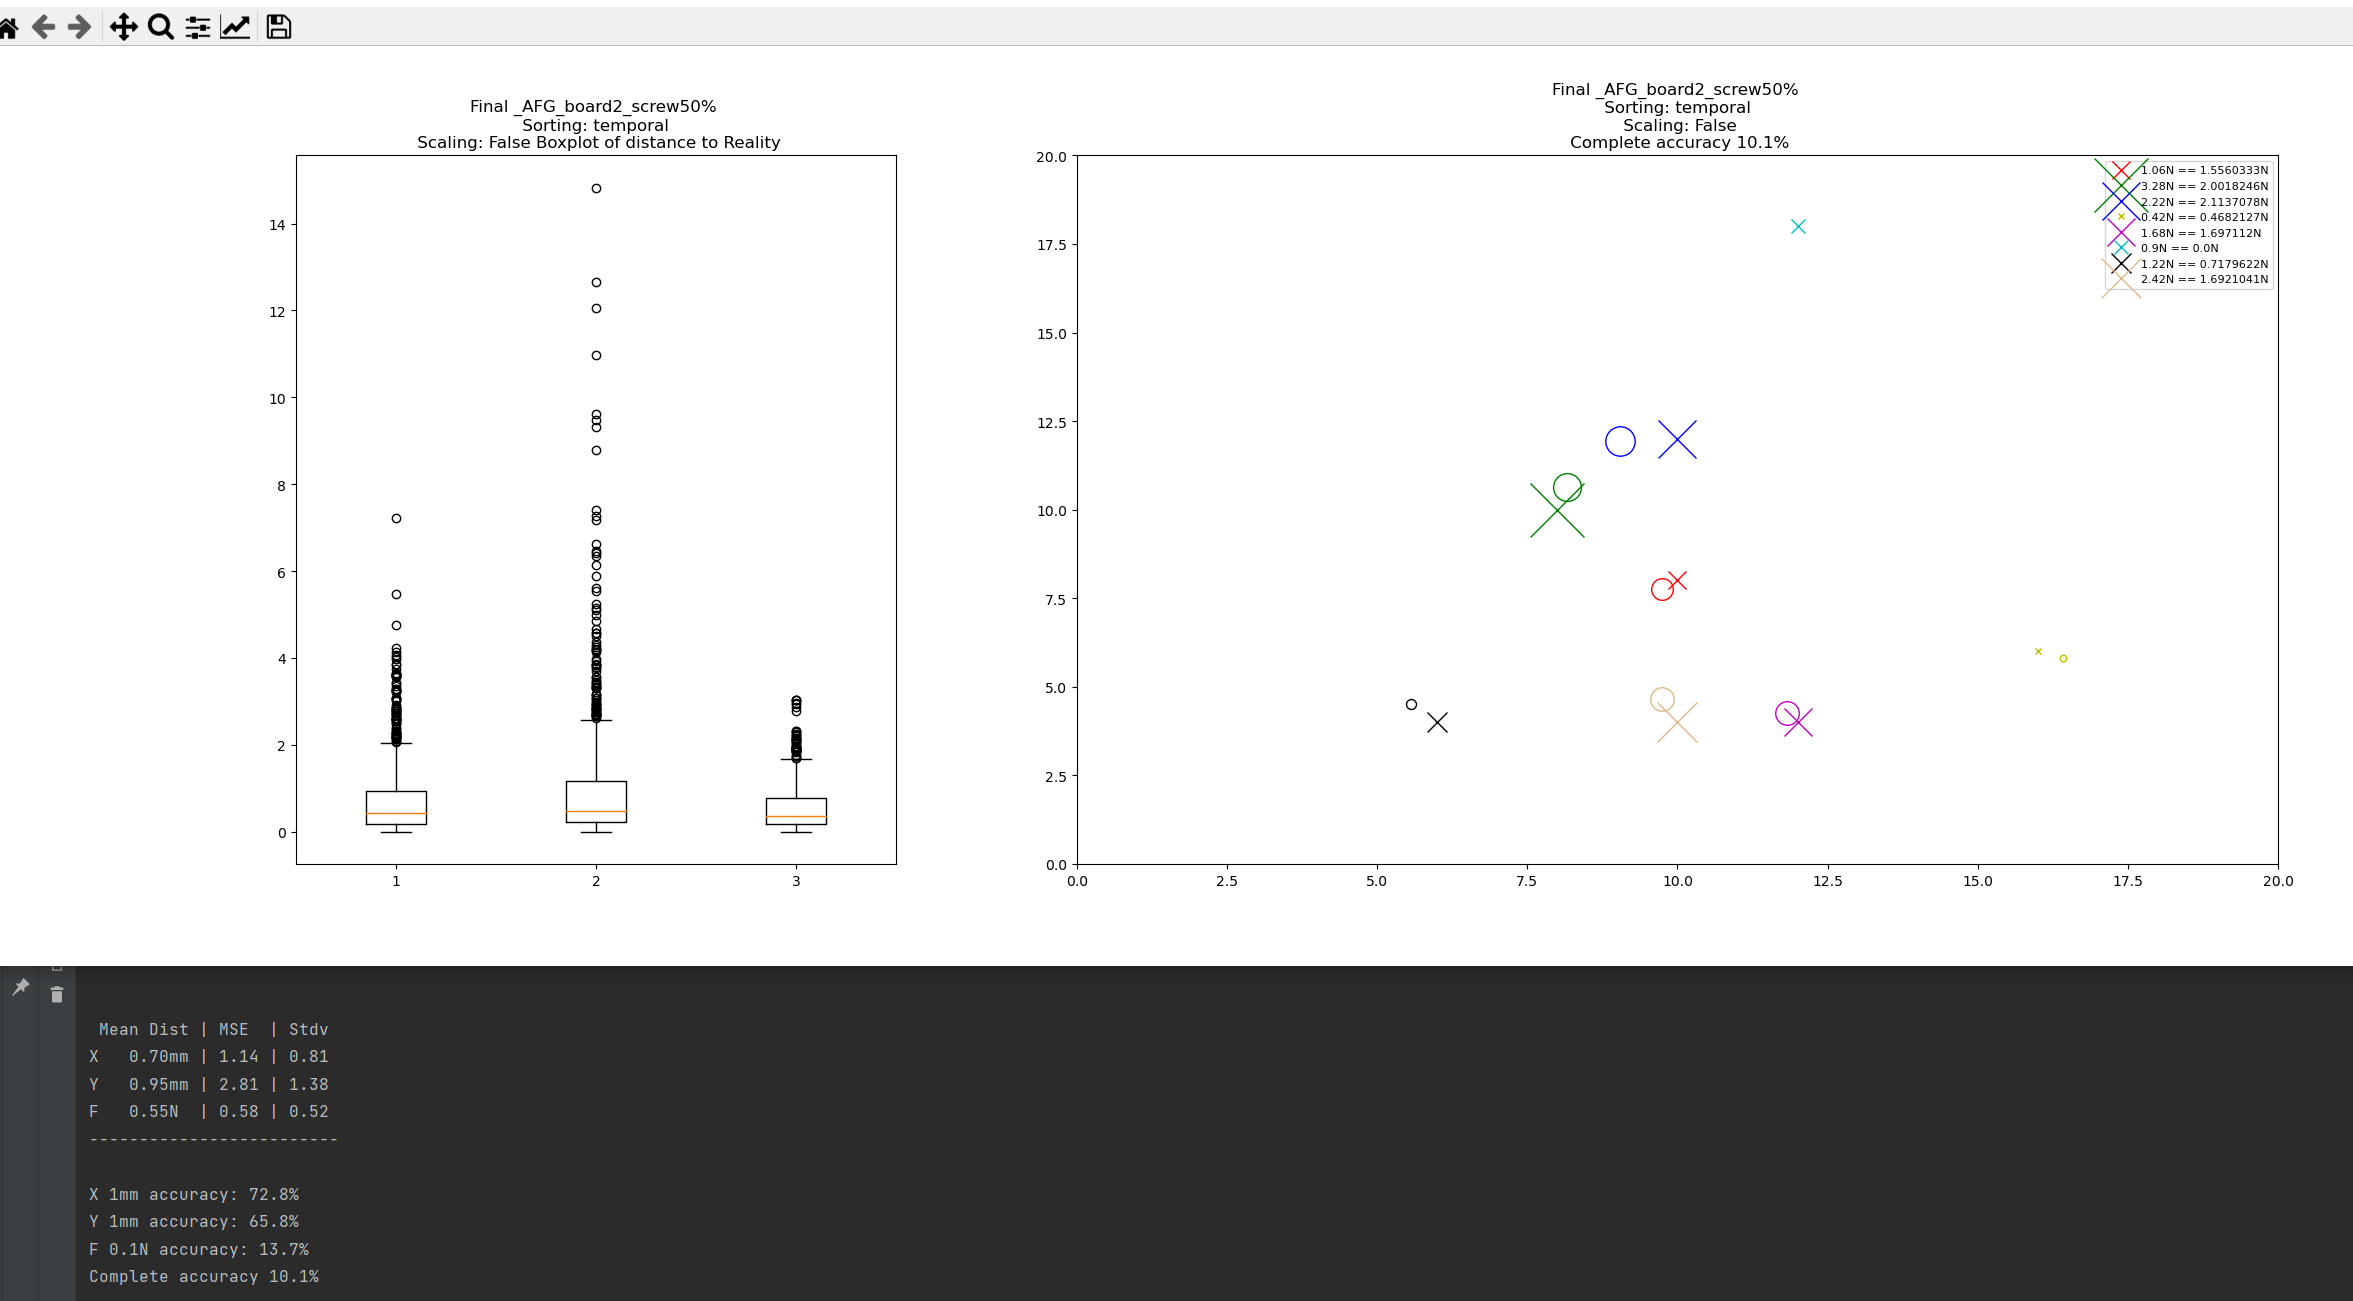 Final _AFG_board2_screw50%
Sorting: temporal
Scaling: False Boxplot of distance to Reality
14
12
10
8
6
4
2
0
1 2 3
Final _AFG_board2_screw50%
Sorting: temporal
Scaling: False
Complete accuracy 10.1%
20.0
17.5
15.0
12.5
10.0
7.5
5.0
2.5
0.0
0.0 2.5 5.0 7.5 10.0 12.5 15.0 17.5 20.0
1.06N == 1.5560333N
3.28N == 2.0018246N
2.22N == 2.1137078N
0.42N == 0.4682127N
1.68N == 1.697112N
0.9N == 0.0N
1.22N == 0.7179622N
2.42N == 1.6921041N
Mean Dist | MSE | Stdv
X 0.70mm | 1.14 | 0.81
Y 0.95mm | 2.81 | 1.38
F 0.55N | 0.58 | 0.52
-------------------------
X 1mm accuracy: 72.8%
Y 1mm accuracy: 65.8%
F 0.1N accuracy: 13.7%
Complete accuracy 10.1%